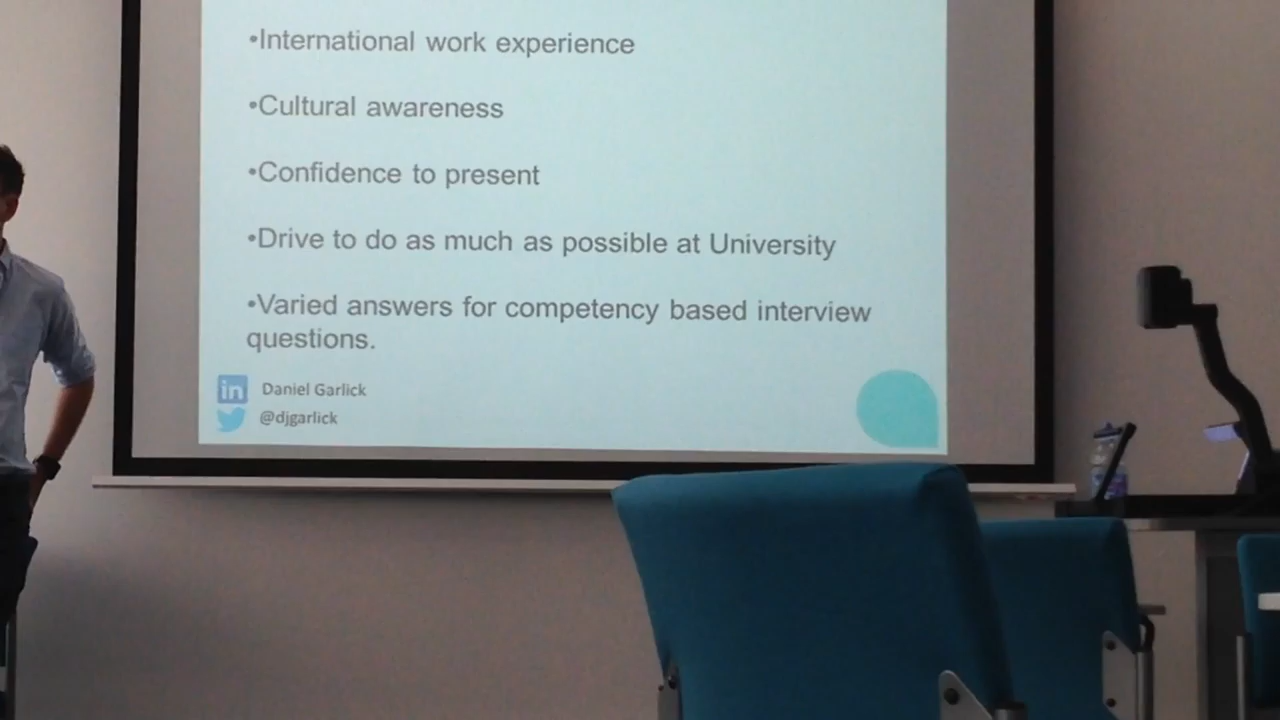 •International work experience
•Cultural awareness
•Confidence to present
•Drive to do as much as possible at University
•Varied answers for competency based interview
questions.
in Daniel Garlick
@djgarlick